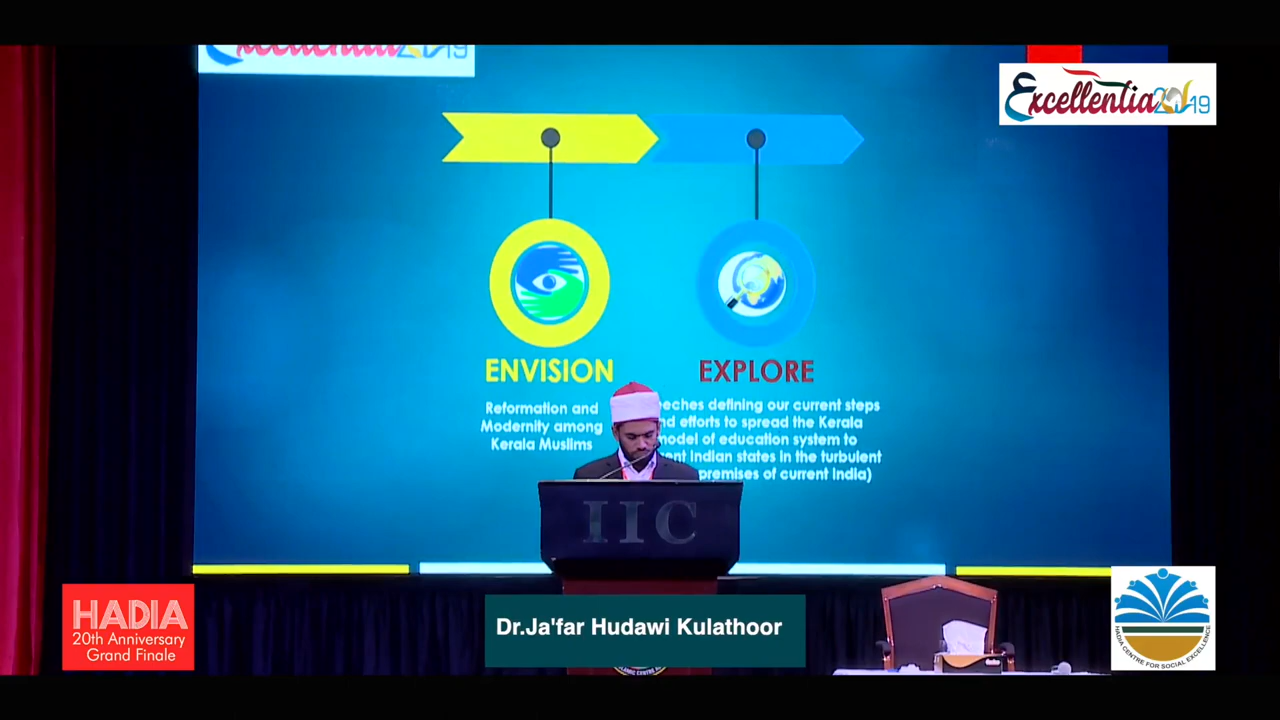 Excellentia 2019
Excellentia2019
ENVISION
Reformation and
Modernity among
Kerala Muslims
EXPLORE
eches defining our current steps
nd efforts to spread the Kerala
model of education system to
ent Indian states in the turbulent
premises of current India)
IIC
HADIA
20th Anniversary
Grand Finale
Dr.Ja'far Hudawi Kulathoor
HADIA CENTRE FOR SOCIAL EXCELLENCE